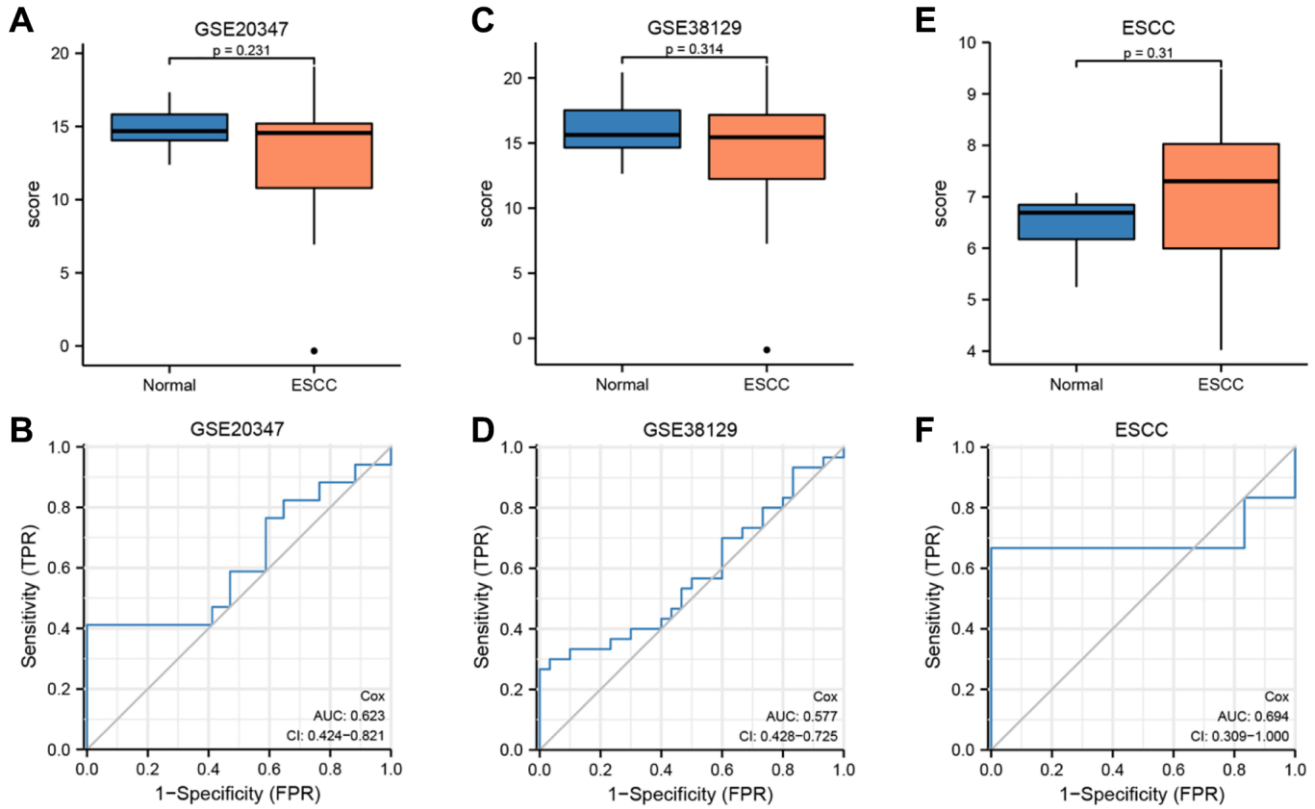 A
GSE20347
p = 0.231
20
15
10
5
0
score
Normal
ESCC
C
GSE38129
p = 0.314
20
15
10
5
0
score
Normal
ESCC
E
ESCC
p = 0.31
10
9
8
7
6
5
4
score
Normal
ESCC
B
GSE20347
1.0
0.8
0.6
0.4
0.2
0.0
Sensitivity (TPR)
Cox
AUC: 0.623
CI: 0.424−0.821
0.0 0.2 0.4 0.6 0.8 1.0
1−Specificity (FPR)
D
GSE38129
1.0
0.8
0.6
0.4
0.2
0.0
Sensitivity (TPR)
Cox
AUC: 0.577
CI: 0.428−0.725
0.0 0.2 0.4 0.6 0.8 1.0
1−Specificity (FPR)
F
ESCC
1.0
0.8
0.6
0.4
0.2
0.0
Sensitivity (TPR)
Cox
AUC: 0.694
CI: 0.309−1.000
0.0 0.2 0.4 0.6 0.8 1.0
1−Specificity (FPR)